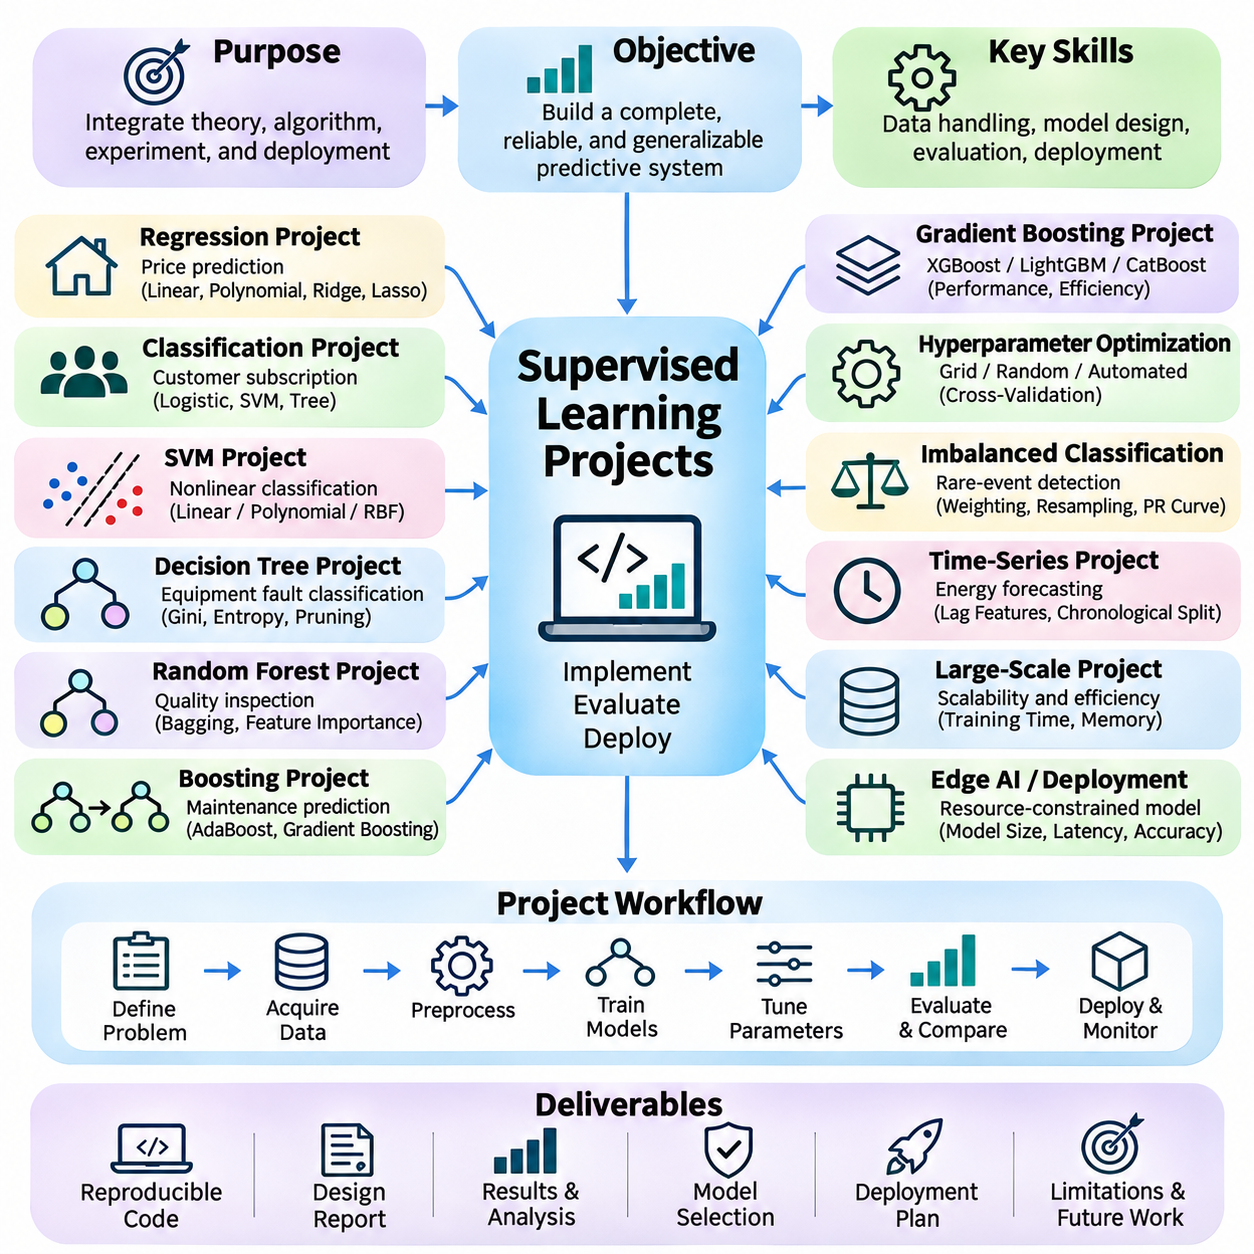 Purpose
Integrate theory, algorithm,
experiment, and deployment
Objective
Build a complete,
reliable, and generalizable
predictive system
Key Skills
Data handling, model design,
evaluation, deployment
Regression Project
Price prediction
(Linear, Polynomial, Ridge, Lasso)
Classification Project
Customer subscription
(Logistic, SVM, Tree)
SVM Project
Nonlinear classification
(Linear / Polynomial / RBF)
Decision Tree Project
Equipment fault classification
(Gini, Entropy, Pruning)
Random Forest Project
Quality inspection
(Bagging, Feature Importance)
Boosting Project
Maintenance prediction
(AdaBoost, Gradient Boosting)
Supervised
Learning
Projects
</>
Implement
Evaluate
Deploy
Gradient Boosting Project
XGBoost / LightGBM / CatBoost
(Performance, Efficiency)
Hyperparameter Optimization
Grid / Random / Automated
(Cross-Validation)
Imbalanced Classification
Rare-event detection
(Weighting, Resampling, PR Curve)
Time-Series Project
Energy forecasting
(Lag Features, Chronological Split)
Large-Scale Project
Scalability and efficiency
(Training Time, Memory)
Edge AI / Deployment
Resource-constrained model
(Model Size, Latency, Accuracy)
Project Workflow
Define
Problem
Acquire
Data
Preprocess
Train
Models
Tune
Parameters
Evaluate
& Compare
Deploy &
Monitor
Deliverables
</>
Reproducible
Code
Design
Report
Results &
Analysis
Model
Selection
Deployment
Plan
Limitations &
Future Work